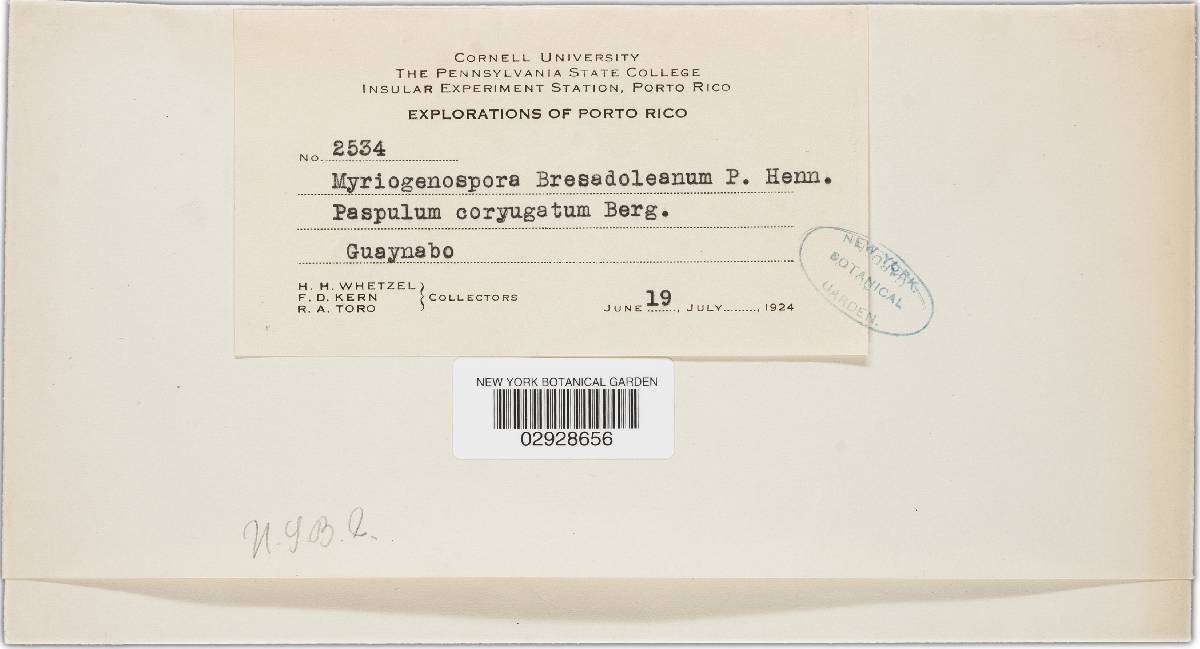 CORNELL UNIVERSITY
THE PENNSYLVANIA STATE COLLEGE
INSULAR EXPERIMENT STATION, PORTO RICO
EXPLORATIONS OF PORTO RICO
NO. 2534
Myriogenospora Bresadoleanum P. Henn.
Paspulum coryugatum Berg.
Guaynabo
H. H. WHETZEL
F. D. KERN
R. A. TORO
} COLLECTORS
JUNE 19, JULY........, 1924
NEW YORK
BOTANICAL
GARDEN.
NEW YORK BOTANICAL GARDEN
02928656